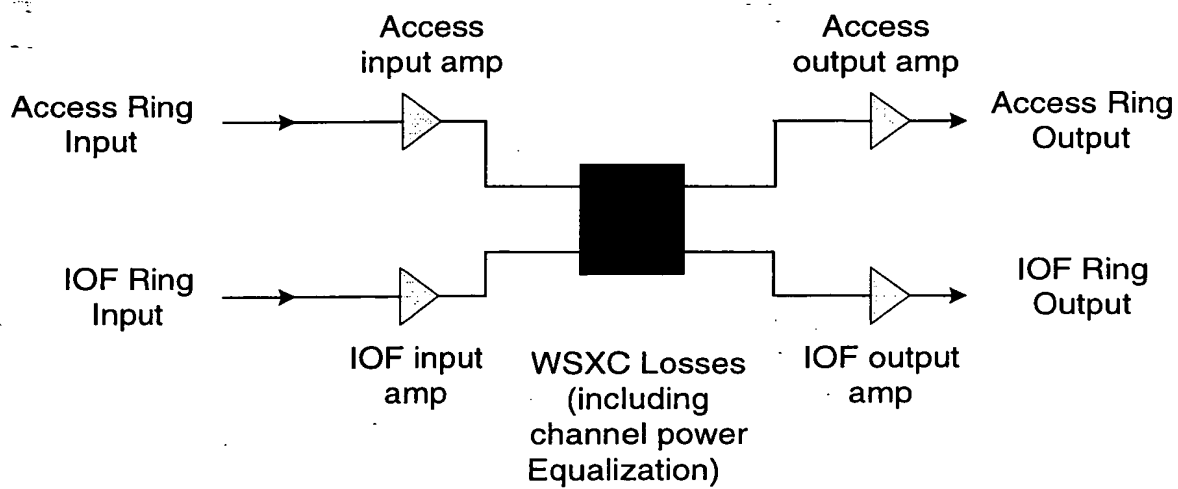 Access
input amp
Access
output amp
Access Ring
Input
Access Ring
Output
IOF Ring
Input
IOF Ring
Output
IOF input
amp
WSXC Losses
(including
channel power
Equalization)
IOF output
amp